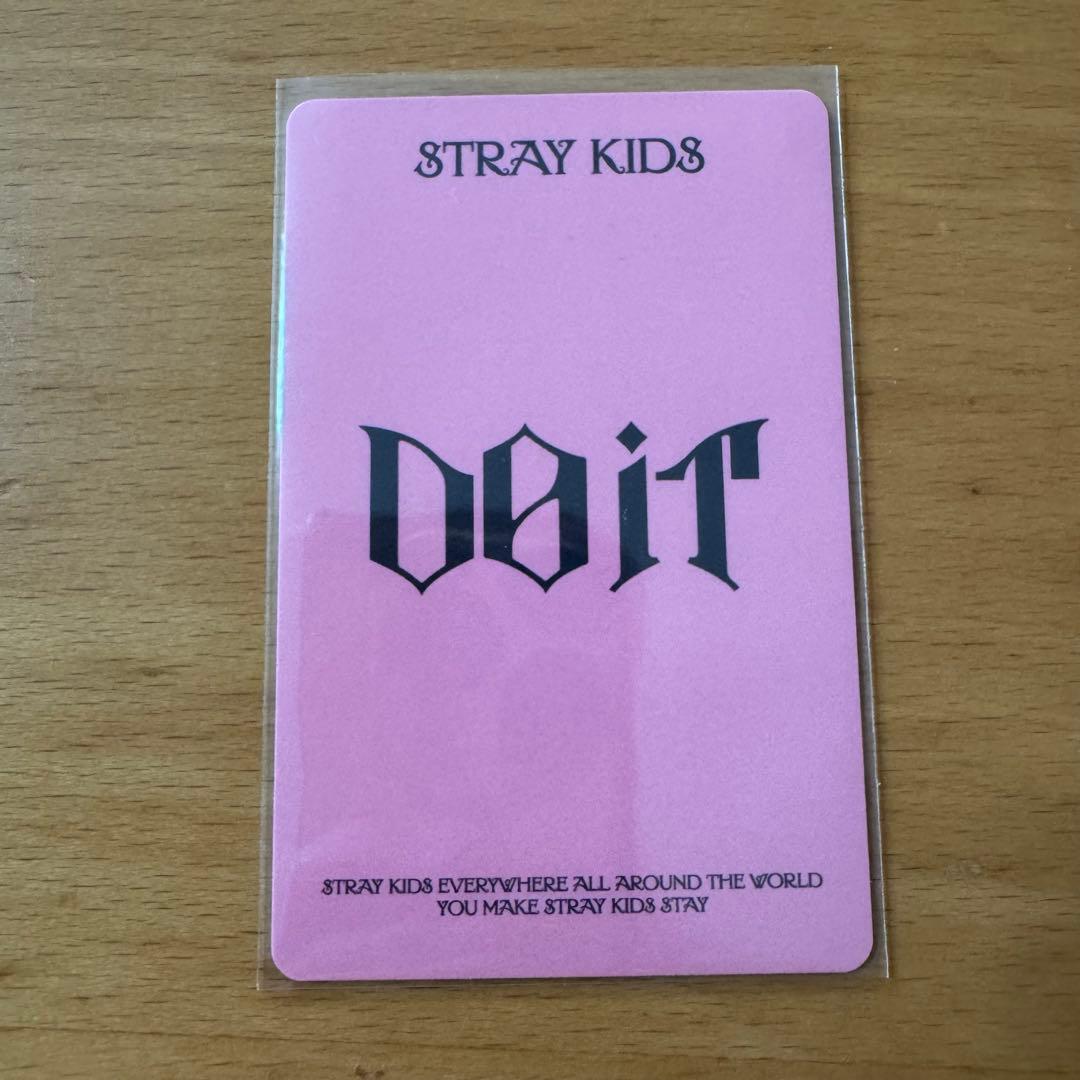 STRAY KIDS
DO iT
STRAY KIDS EVERYWHERE ALL AROUND THE WORLD
YOU MAKE STRAY KIDS STAY